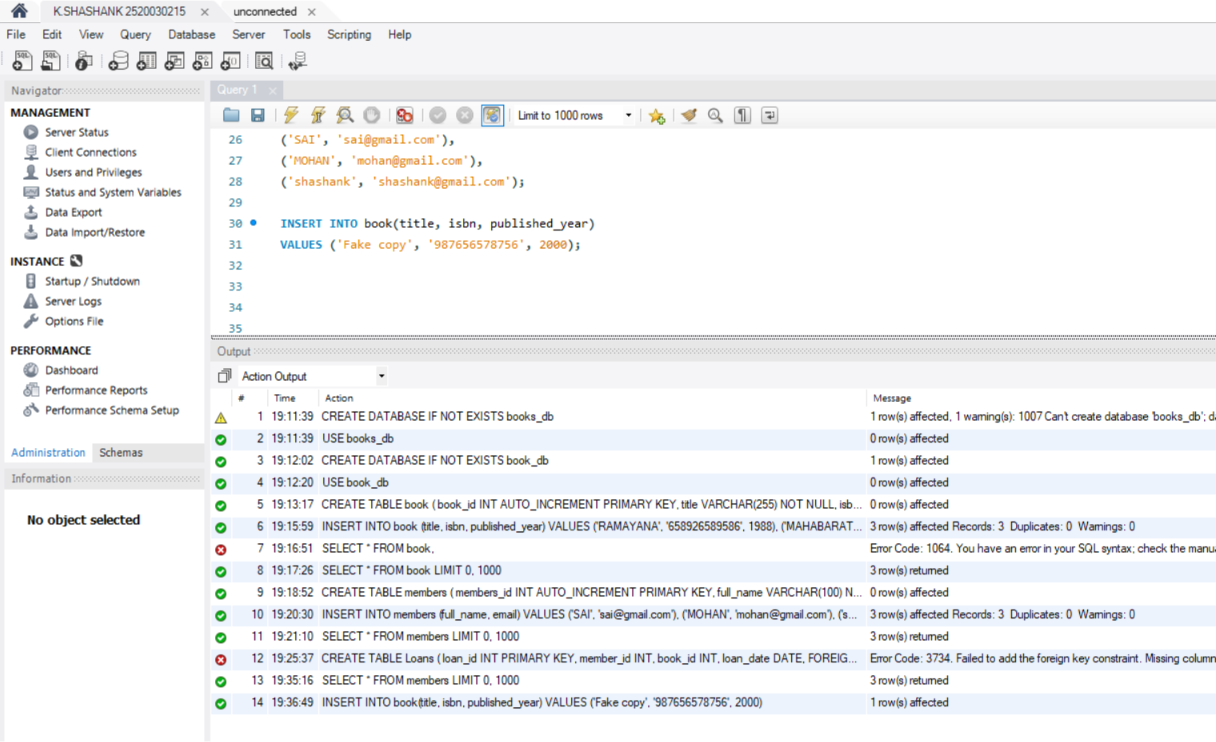 K.SHASHANK 2520030215 × unconnected ×
File Edit View Query Database Server Tools Scripting Help
Navigator
Query 1 ×
MANAGEMENT
Server Status
Client Connections
Users and Privileges
Status and System Variables
Data Export
Data Import/Restore
INSTANCE
Startup / Shutdown
Server Logs
Options File
PERFORMANCE
Dashboard
Performance Reports
Performance Schema Setup
Administration Schemas
Information
No object selected
Limit to 1000 rows
26 ('SAI', 'sai@gmail.com'),
27 ('MOHAN', 'mohan@gmail.com'),
28 ('shashank', 'shashank@gmail.com');
29
30 INSERT INTO book(title, isbn, published_year)
31 VALUES ('Fake copy', '987656578756', 2000);
32
33
34
35
Output
Action Output
# Time Action Message
1 19:11:39 CREATE DATABASE IF NOT EXISTS books_db 1 row(s) affected, 1 warning(s): 1007 Can't create database 'books_db'; da
2 19:11:39 USE books_db 0 row(s) affected
3 19:12:02 CREATE DATABASE IF NOT EXISTS book_db 1 row(s) affected
4 19:12:20 USE book_db 0 row(s) affected
5 19:13:17 CREATE TABLE book ( book_id INT AUTO_INCREMENT PRIMARY KEY, title VARCHAR(255) NOT NULL, isb... 0 row(s) affected
6 19:15:59 INSERT INTO book (title, isbn, published_year) VALUES ('RAMAYANA', '658926589586', 1988), ('MAHABARAT... 3 row(s) affected Records: 3 Duplicates: 0 Warnings: 0
7 19:16:51 SELECT * FROM book, Error Code: 1064. You have an error in your SQL syntax; check the manua
8 19:17:26 SELECT * FROM book LIMIT 0, 1000 3 row(s) returned
9 19:18:52 CREATE TABLE members ( members_id INT AUTO_INCREMENT PRIMARY KEY, full_name VARCHAR(100) N... 0 row(s) affected
10 19:20:30 INSERT INTO members (full_name, email) VALUES ('SAI', 'sai@gmail.com'), ('MOHAN', 'mohan@gmail.com'), ('s... 3 row(s) affected Records: 3 Duplicates: 0 Warnings: 0
11 19:21:10 SELECT * FROM members LIMIT 0, 1000 3 row(s) returned
12 19:25:37 CREATE TABLE Loans ( loan_id INT PRIMARY KEY, member_id INT, book_id INT, loan_date DATE, FOREIG... Error Code: 3734. Failed to add the foreign key constraint. Missing column
13 19:35:16 SELECT * FROM members LIMIT 0, 1000 3 row(s) returned
14 19:36:49 INSERT INTO book(title, isbn, published_year) VALUES ('Fake copy', '987656578756', 2000) 1 row(s) affected